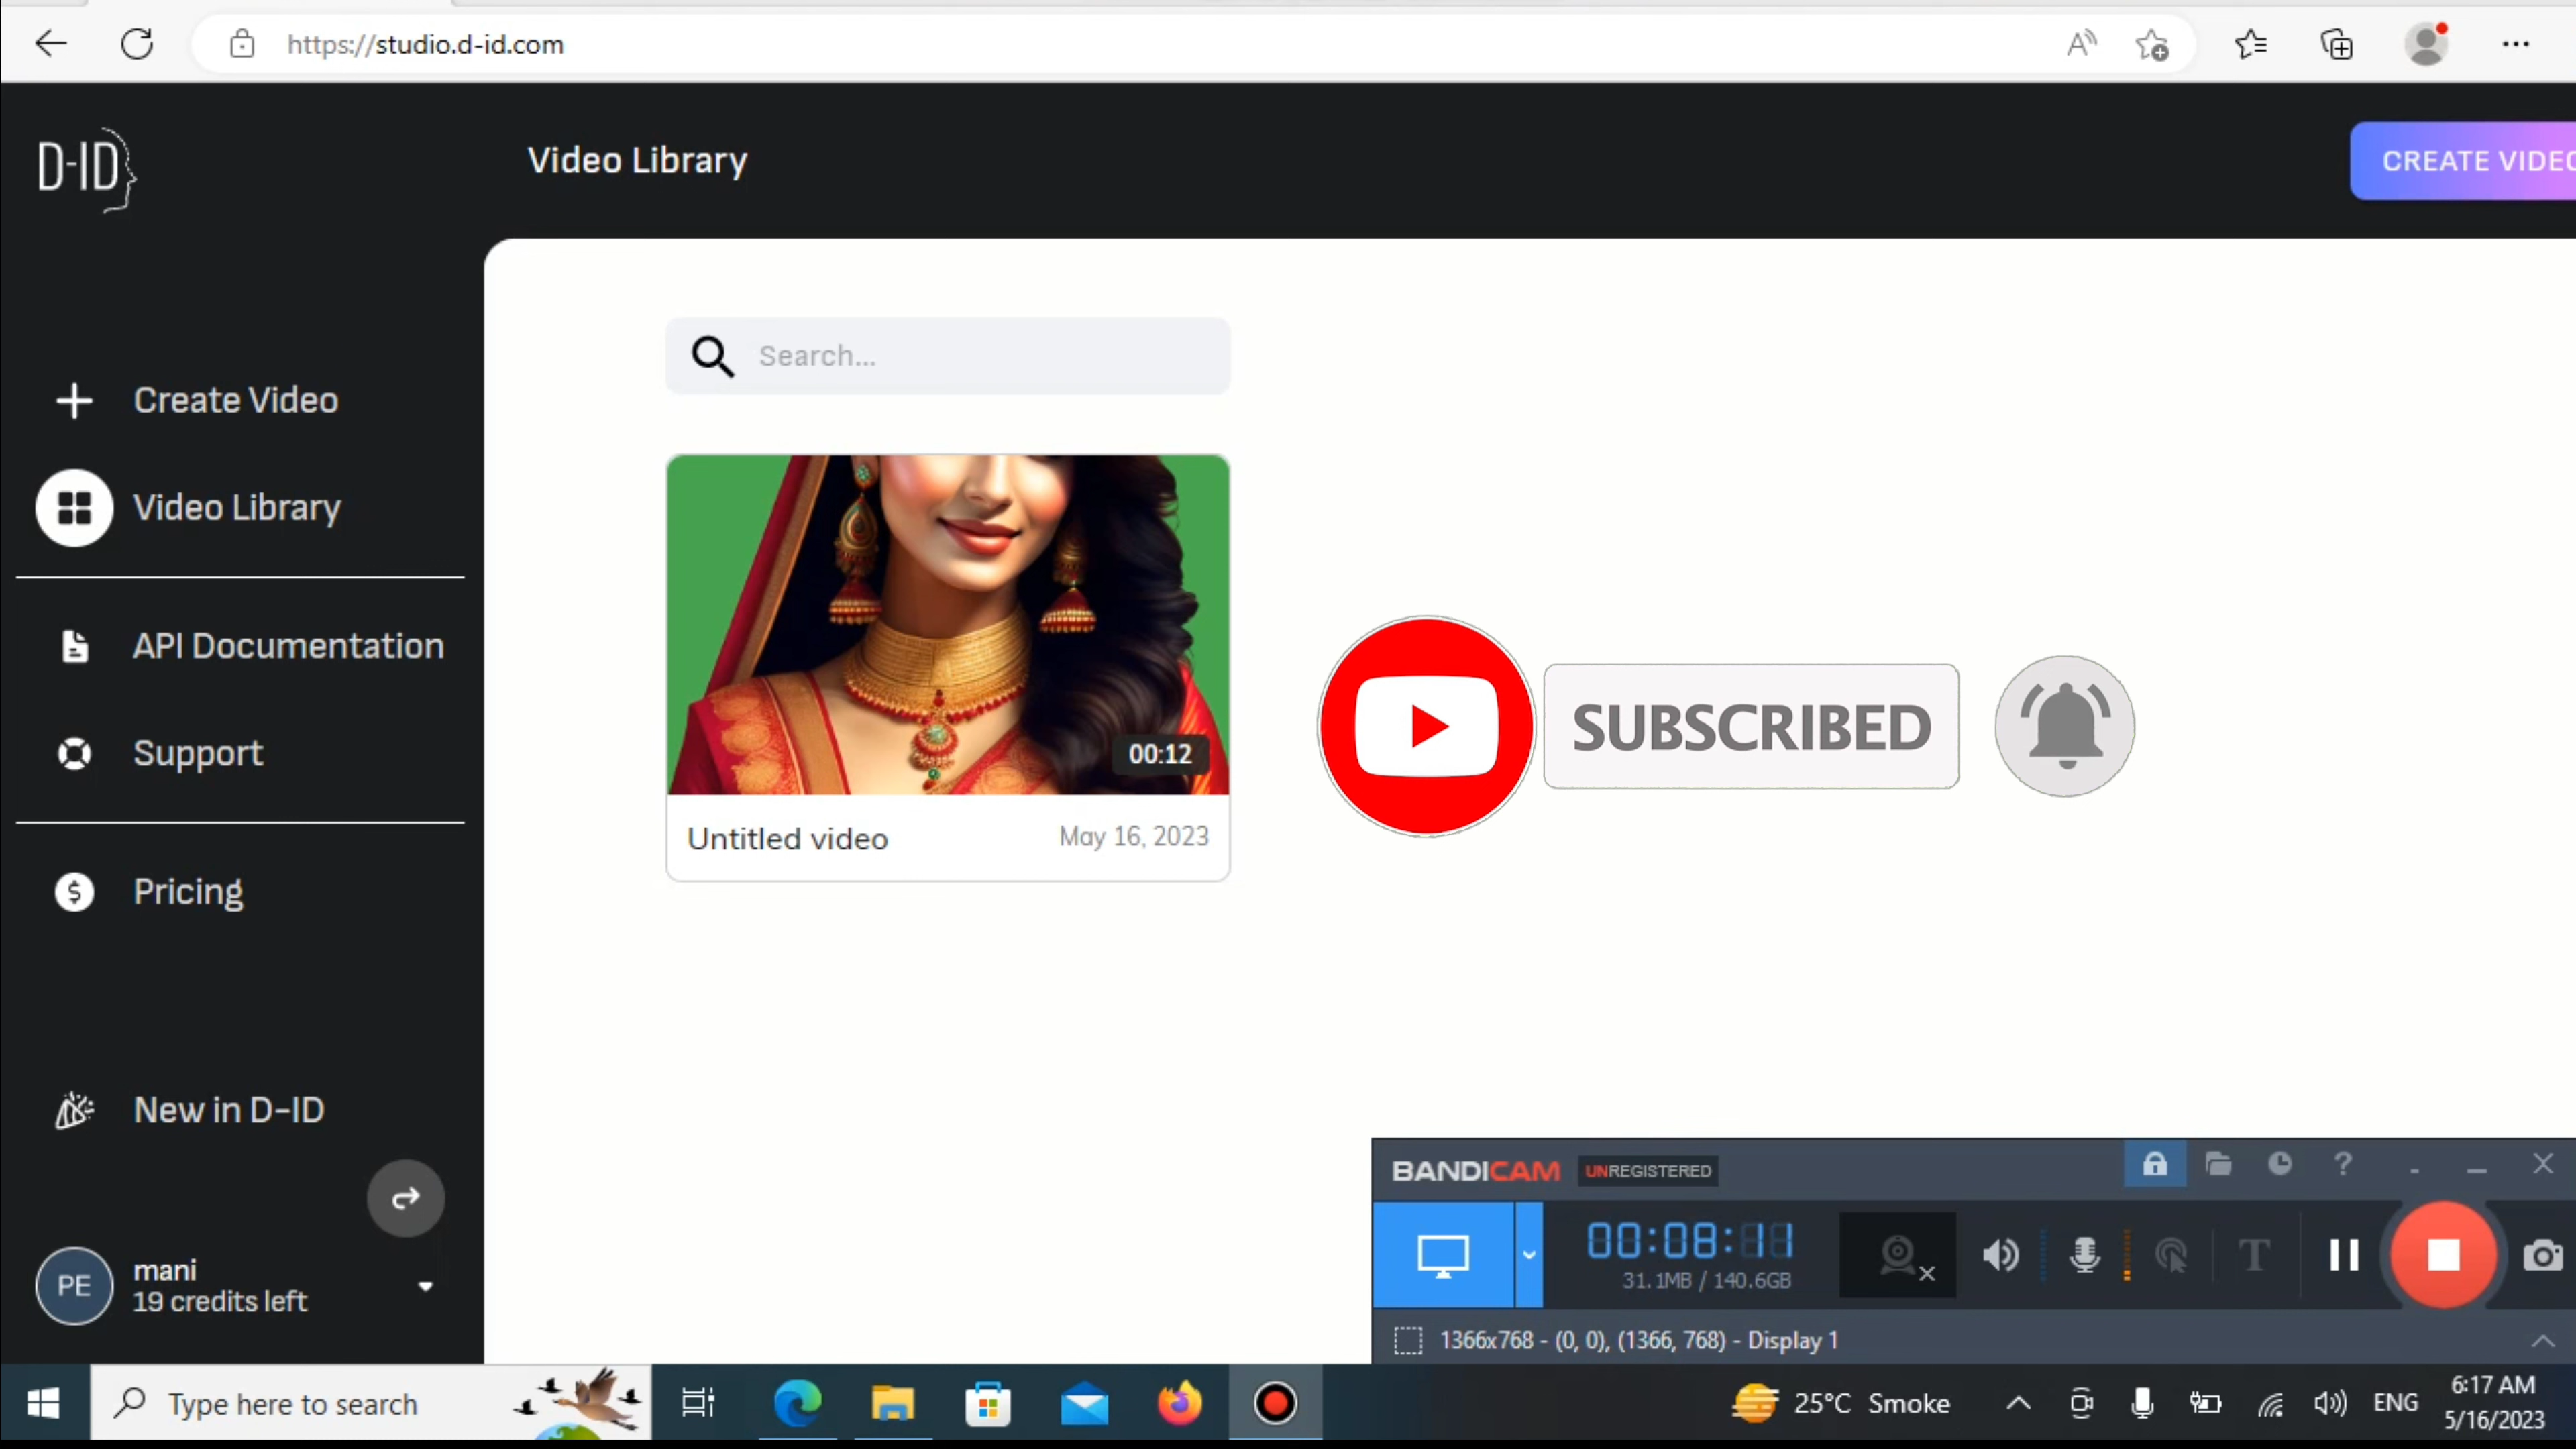 https://studio.d-id.com
D-ID
Video Library
CREATE VIDEO
Search...
Create Video
Video Library
API Documentation
Support
Pricing
New in D-ID
PE
mani
19 credits left
00:12
Untitled video
May 16, 2023
SUBSCRIBED
BANDICAM
UNREGISTERED
00:08:11
31.1MB / 140.6GB
1366x768 - (0, 0), (1366, 768) - Display 1
Type here to search
25°C Smoke
ENG
6:17 AM
5/16/2023